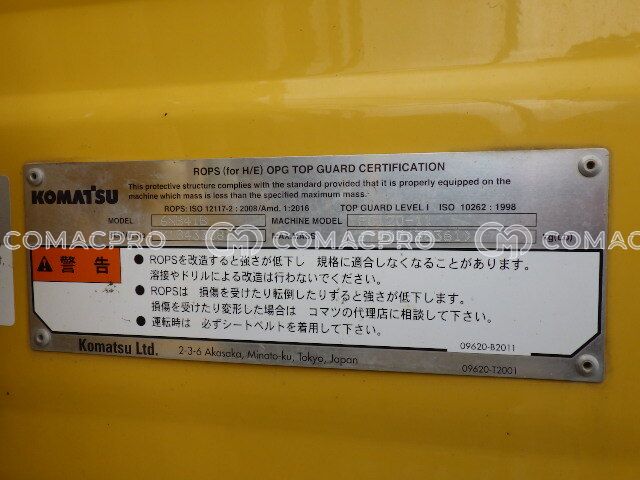 ROPS (for H/E) OPG TOP GUARD CERTIFICATION
KOMATSU
This protective structure complies with the standard provided that it is properly equipped on the
machine which mass is less than the specified maximum mass.
ROPS: ISO 12117-2 : 2008/Amd. 1:2016 TOP GUARD LEVEL I ISO 10262 : 1998
MODEL MACHINE MODEL
COMACPRO COMACPRO COMACPRO
警告
● ROPSを改造すると強さが低下し 規格に適合しなくなることがあります。
溶接やドリルによる改造は行わないでください。
● ROPSは 損傷を受けたり転倒したりずると強さが低下します。
損傷を受けたり変形した場合は コマツの代理店に相談して下さい。
● 運転時は 必ずシートベルトを着用して下さい。
09620-B2011
Komatsu Ltd. 2-3-6 Akasaka, Minato-ku, Tokyo, Japan
09620-T2001